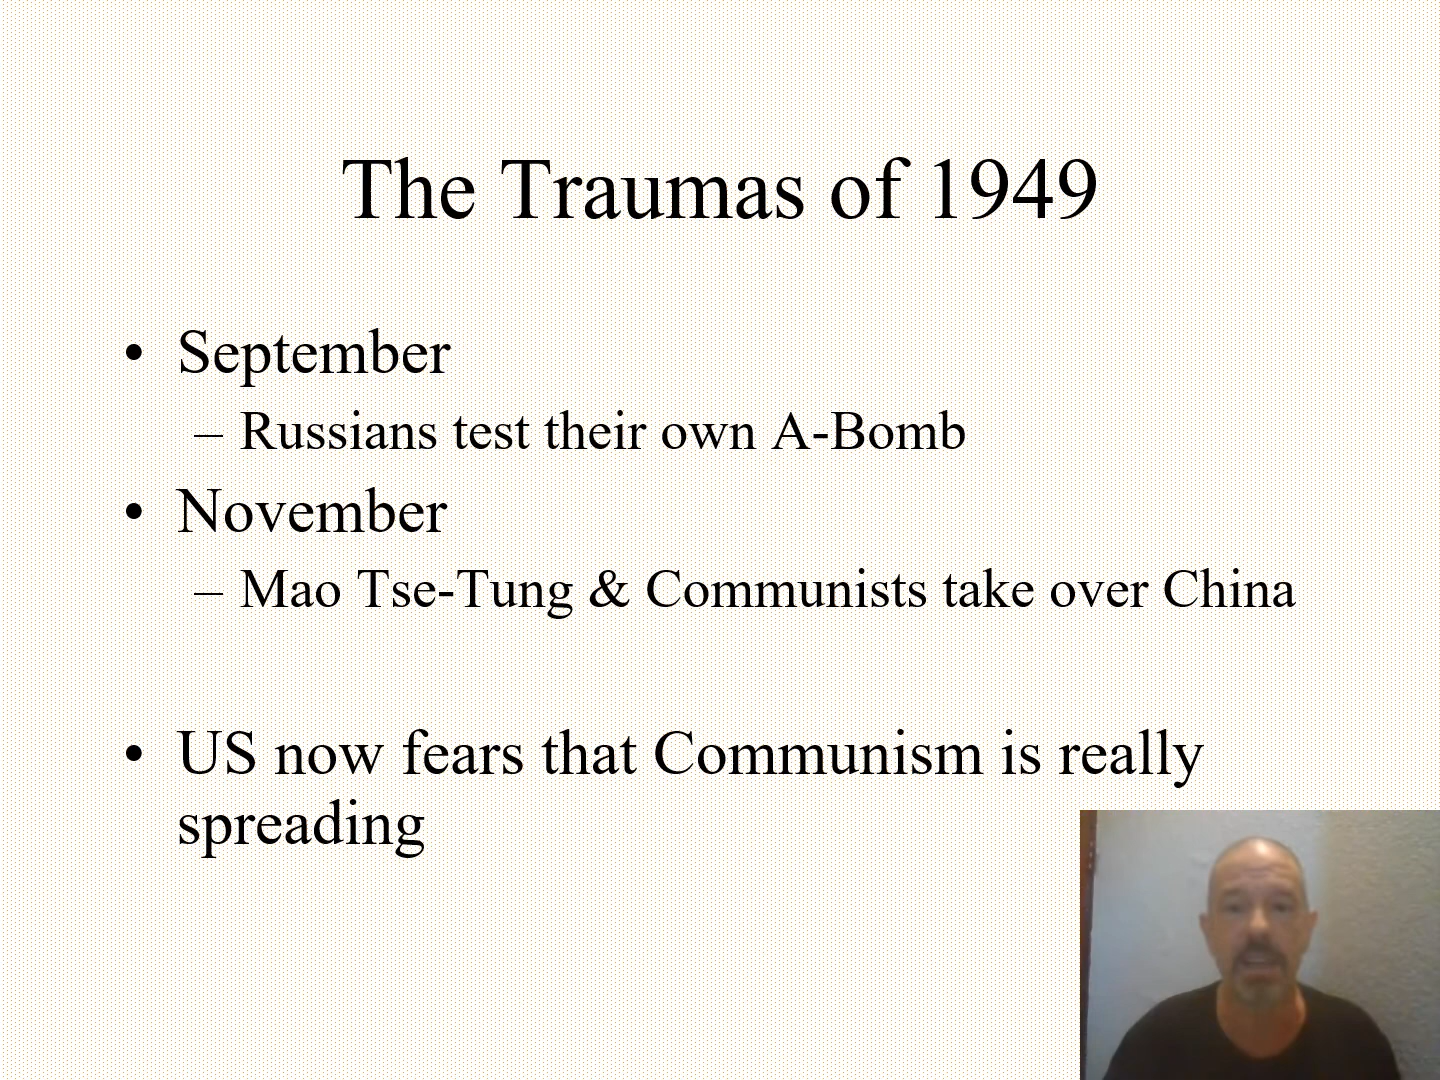 The Traumas of 1949
• September
– Russians test their own A-Bomb
• November
– Mao Tse-Tung & Communists take over China
• US now fears that Communism is really
spreading